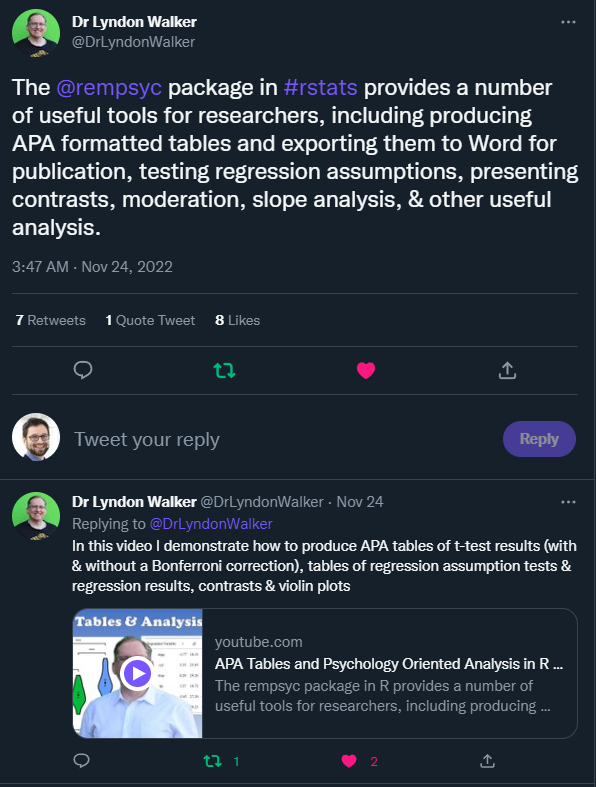 Dr Lyndon Walker
@DrLyndonWalker
The @rempsyc package in #rstats provides a number
of useful tools for researchers, including producing
APA formatted tables and exporting them to Word for
publication, testing regression assumptions, presenting
contrasts, moderation, slope analysis, & other useful
analysis.
3:47 AM · Nov 24, 2022
7 Retweets 1 Quote Tweet 8 Likes
Tweet your reply
Reply
Dr Lyndon Walker @DrLyndonWalker · Nov 24
Replying to @DrLyndonWalker
In this video I demonstrate how to produce APA tables of t-test results (with
& without a Bonferroni correction), tables of regression assumption tests &
regression results, contrasts & violin plots
Tables & Analysis
youtube.com
APA Tables and Psychology Oriented Analysis in R ...
The rempsyc package in R provides a number of
useful tools for researchers, including producing ...
1
2